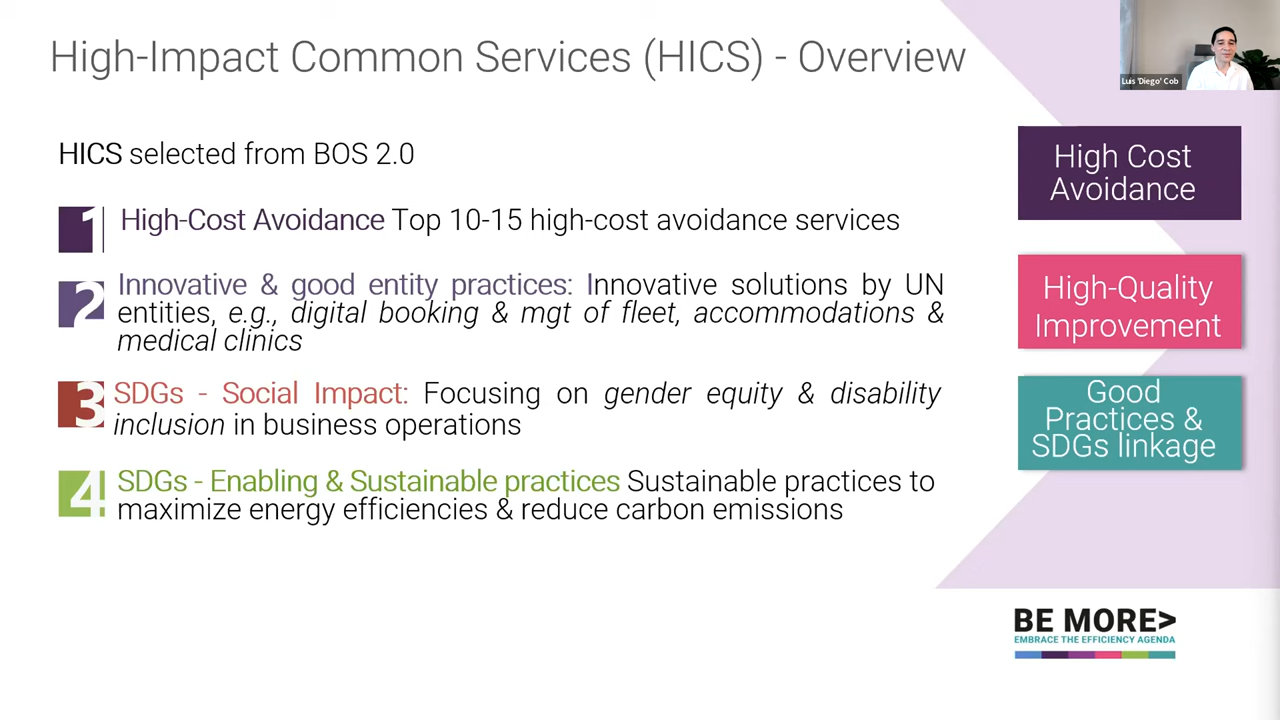 High-Impact Common Services (HICS) - Overview
Luis 'Diego' Cob
HICS selected from BOS 2.0
1 High-Cost Avoidance Top 10-15 high-cost avoidance services
2 Innovative & good entity practices: Innovative solutions by UN
entities, e.g., digital booking & mgt of fleet, accommodations &
medical clinics
3 SDGs - Social Impact: Focusing on gender equity & disability
inclusion in business operations
4 SDGs - Enabling & Sustainable practices Sustainable practices to
maximize energy efficiencies & reduce carbon emissions
High Cost
Avoidance
High-Quality
Improvement
Good
Practices &
SDGs linkage
BE MORE>
EMBRACE THE EFFICIENCY AGENDA